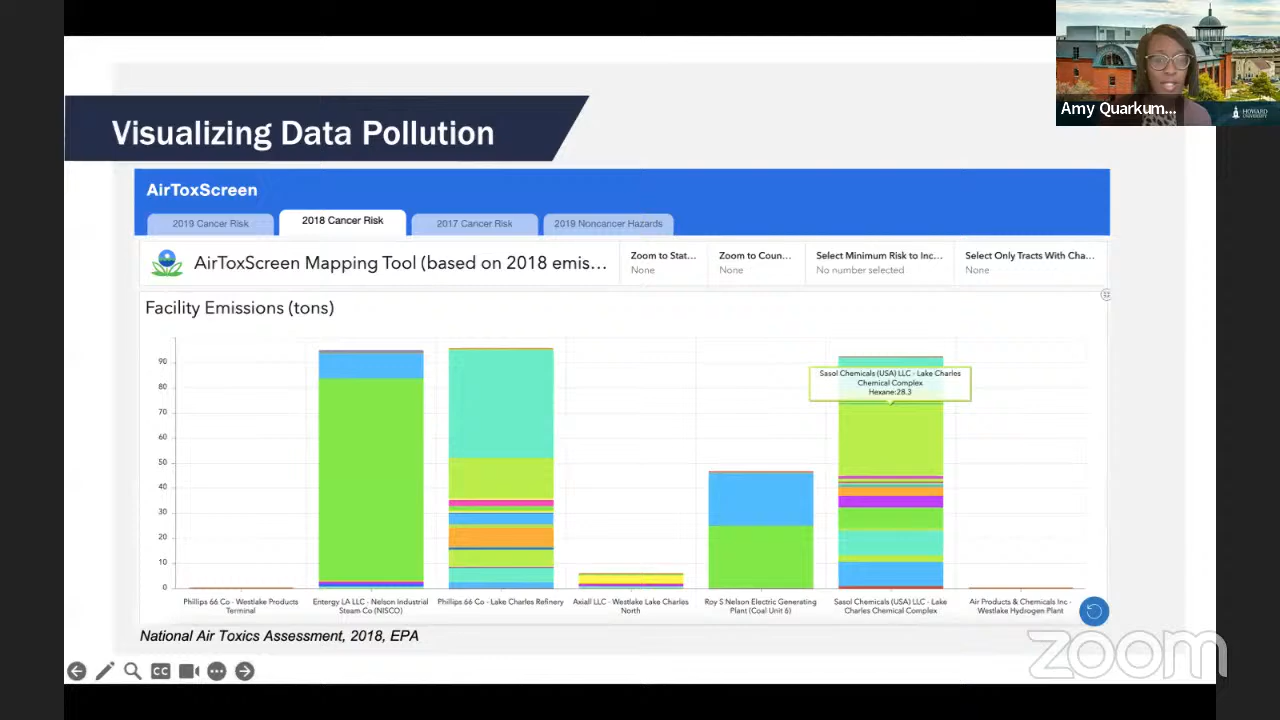 Amy Quarkum...
HOWARD
UNIVERSITY
Visualizing Data Pollution
AirToxScreen
2019 Cancer Risk
2018 Cancer Risk
2017 Cancer Risk
2019 Noncancer Hazards
AirToxScreen Mapping Tool (based on 2018 emis...
Zoom to Stat...
None
Zoom to Coun...
None
Select Minimum Risk to Inc...
No number selected
Select Only Tracts With Cha...
None
Facility Emissions (tons)
90
80
70
60
50
40
30
20
10
0
Sasol Chemicals (USA) LLC - Lake Charles
Chemical Complex
Hexane:28.3
Phillips 66 Co - Westlake Products
Terminal
Entergy LA LLC - Nelson Industrial
Steam Co (NISCO)
Phillips 66 Co - Lake Charles Refinery
Axiall LLC - Westlake Lake Charles
North
Roy S Nelson Electric Generating
Plant (Coal Unit 6)
Sasol Chemicals (USA) LLC - Lake
Charles Chemical Complex
Air Products & Chemicals Inc -
Westlake Hydrogen Plant
National Air Toxics Assessment, 2018, EPA
CC
zoom